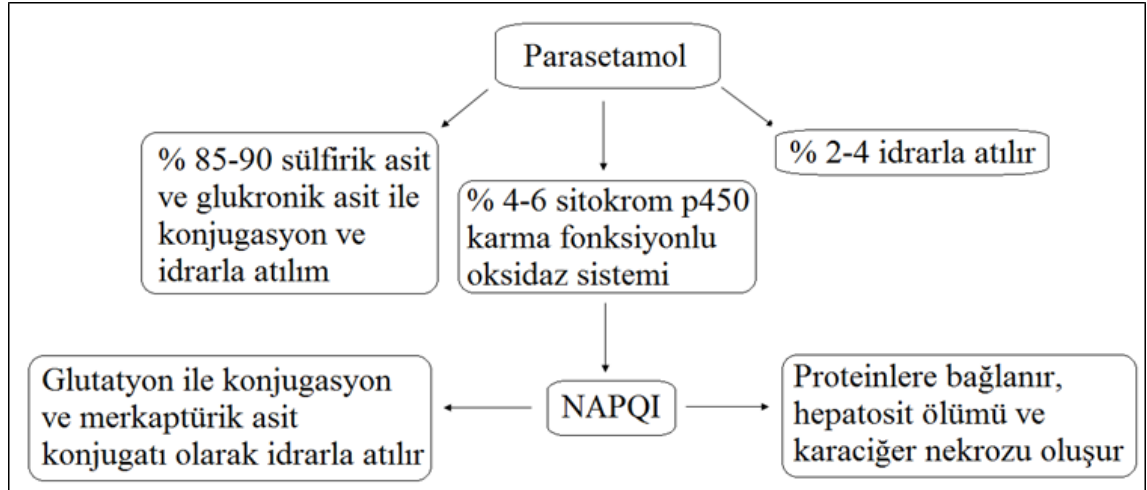 Parasetamol
% 85-90 sülfirik asit
ve glukronik asit ile
konjugasyon ve
idrarla atılım
% 4-6 sitokrom p450
karma fonksiyonlu
oksidaz sistemi
% 2-4 idrarla atılır
Glutatyon ile konjugasyon
ve merkaptürik asit
konjugatı olarak idrarla atılır
NAPQI
Proteinlere bağlanır,
hepatosit ölümü ve
karaciğer nekrozu oluşur